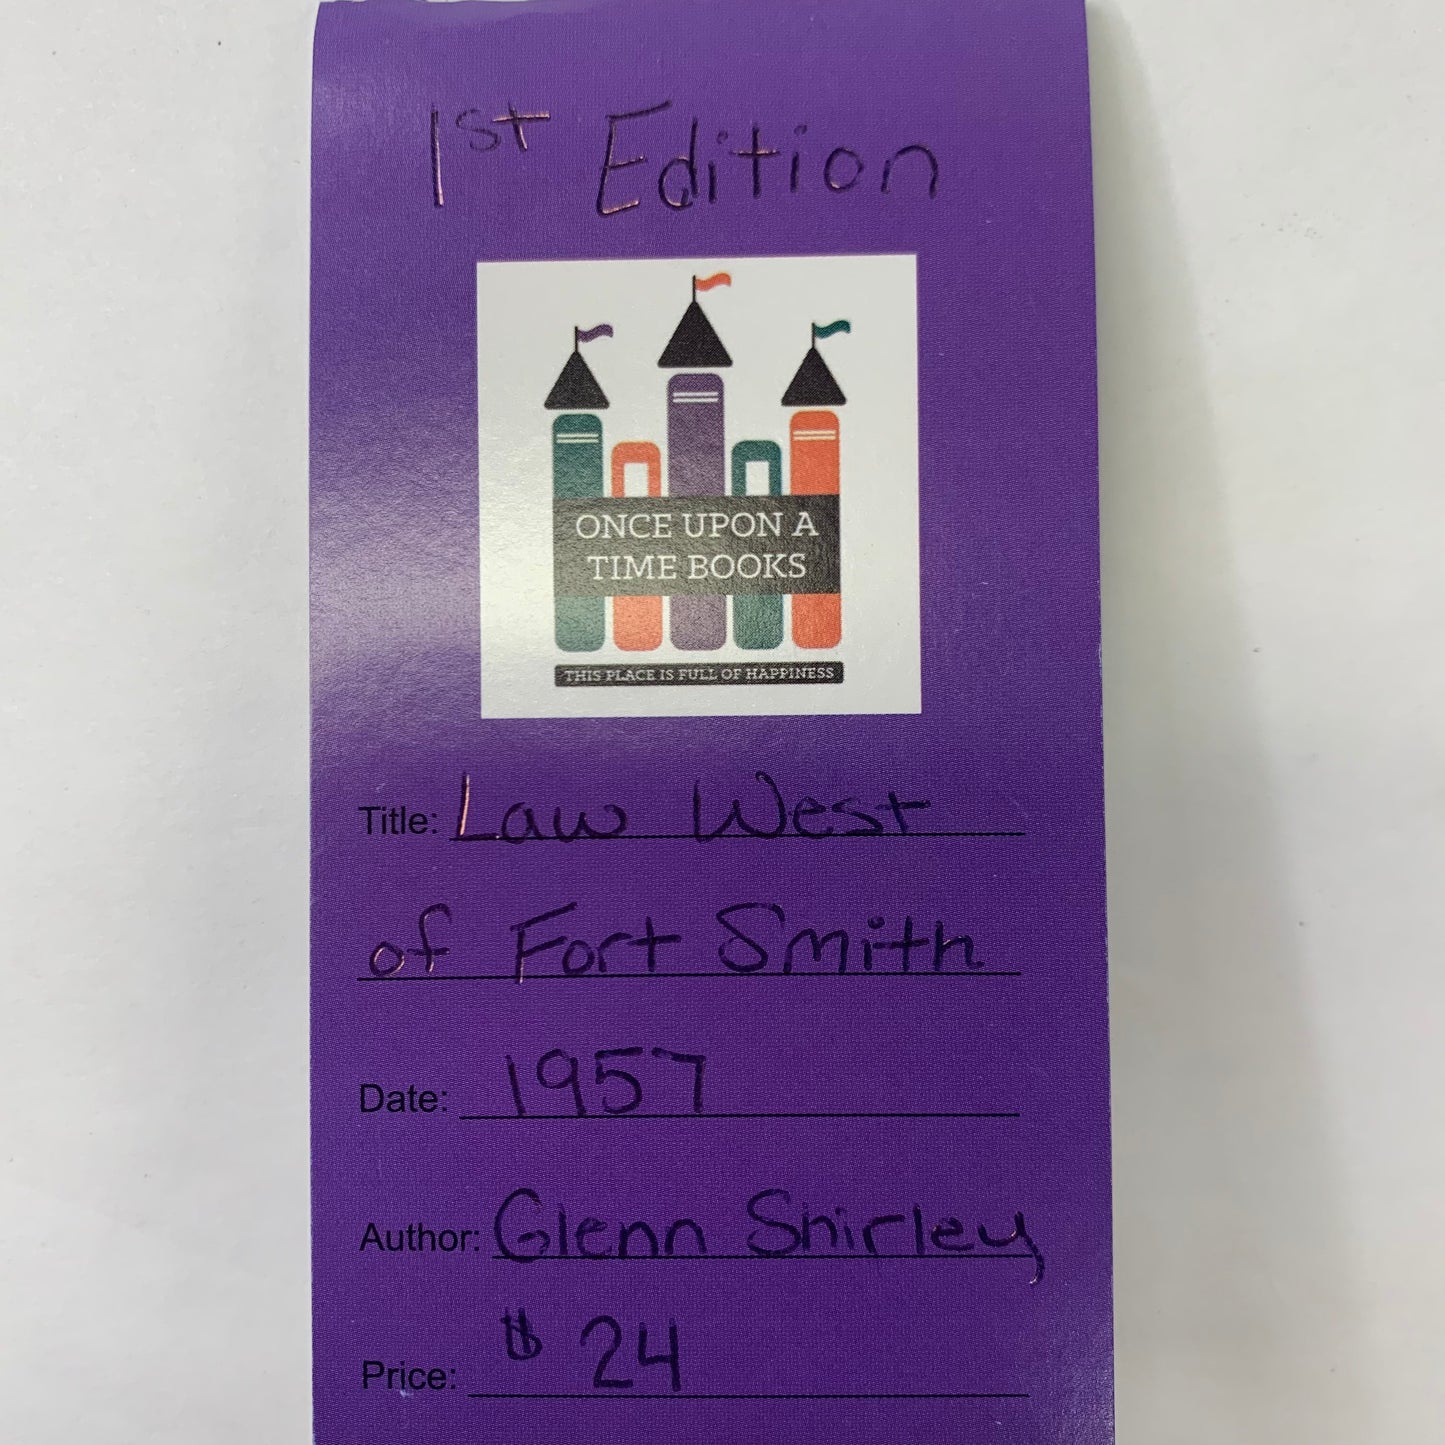 1st Edition
ONCE UPON A
TIME BOOKS
THIS PLACE IS FULL OF HAPPINESS
Title: Law West
of Fort Smith
Date: 1957
Author: Glenn Shirley
Price: $ 24